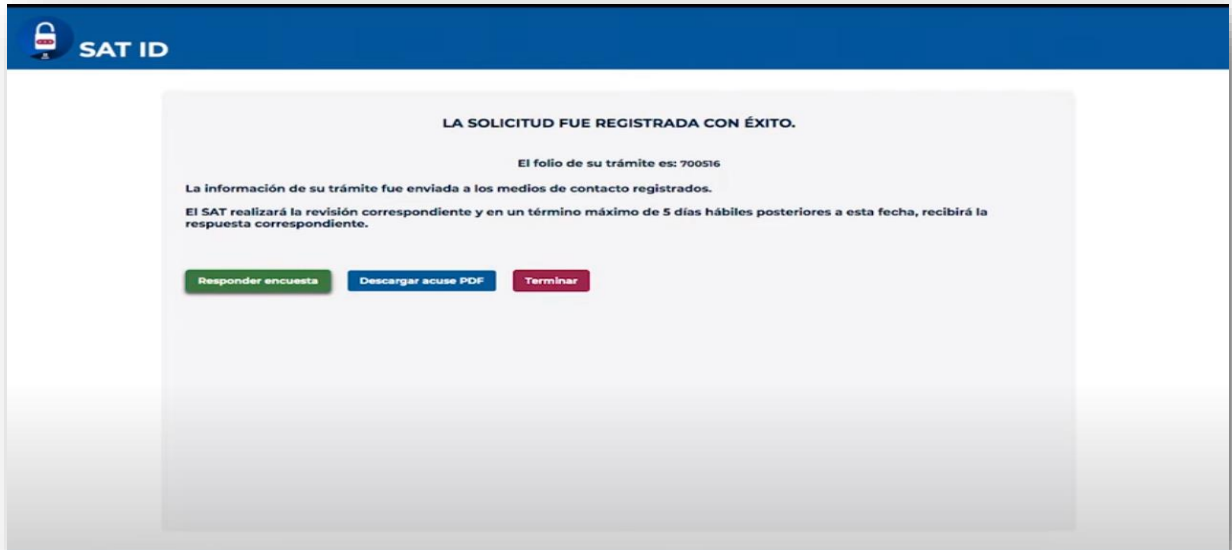 SAT ID
LA SOLICITUD FUE REGISTRADA CON ÉXITO.
El folio de su trámite es: 700516
La información de su trámite fue enviada a los medios de contacto registrados.
El SAT realizará la revisión correspondiente y en un término máximo de 5 días hábiles posteriores a esta fecha, recibirá la
respuesta correspondiente.
Responder encuesta Descargar acuse PDF Terminar